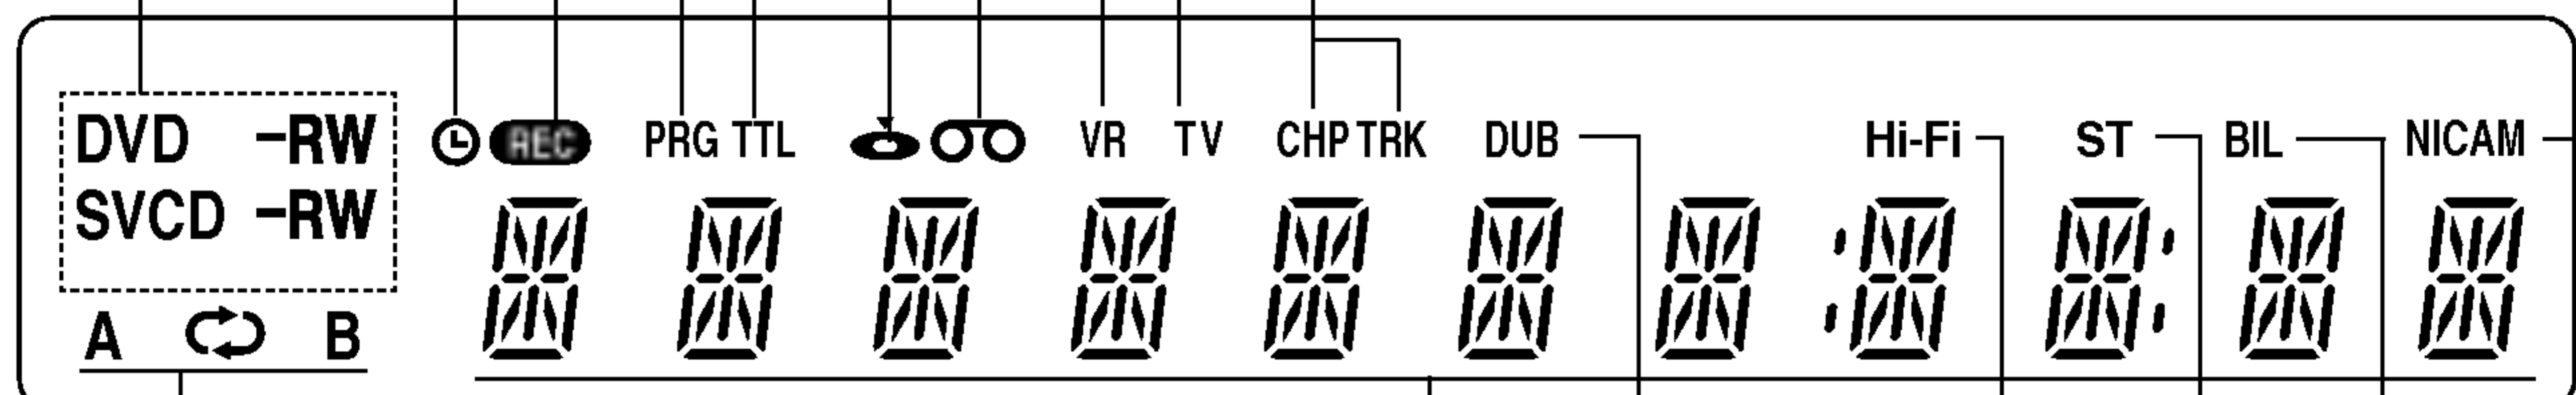 DVD -RW REC PRG TTL VR TV CHP TRK DUB Hi-Fi ST BIL NICAM
SVCD -RW
A B